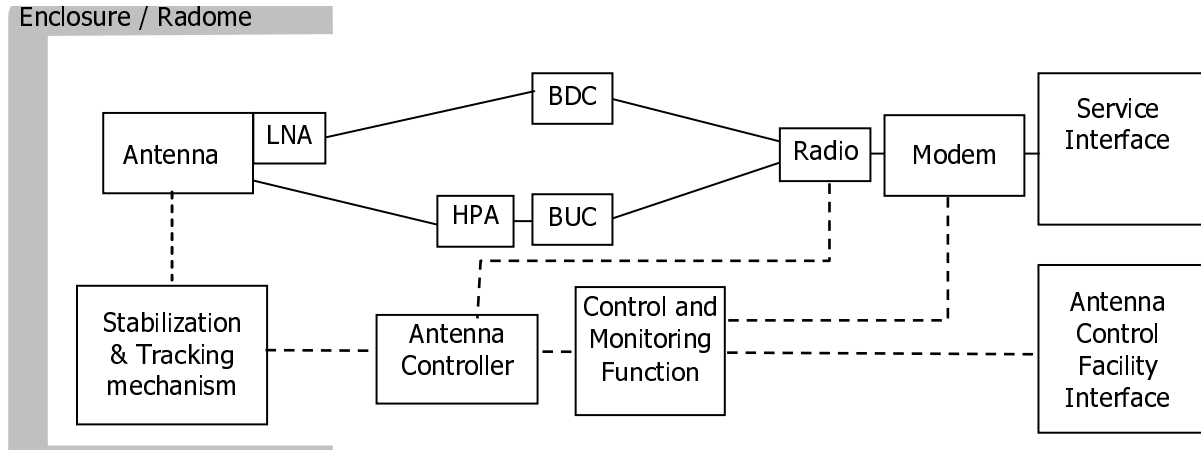 Enclosure / Radome
BDC
Service
Interface
LNA
Antenna
Radio
Modem
HPA
BUC
Stabilization
& Tracking
mechanism
Antenna
Controller
Control and
Monitoring
Function
Antenna
Control
Facility
Interface